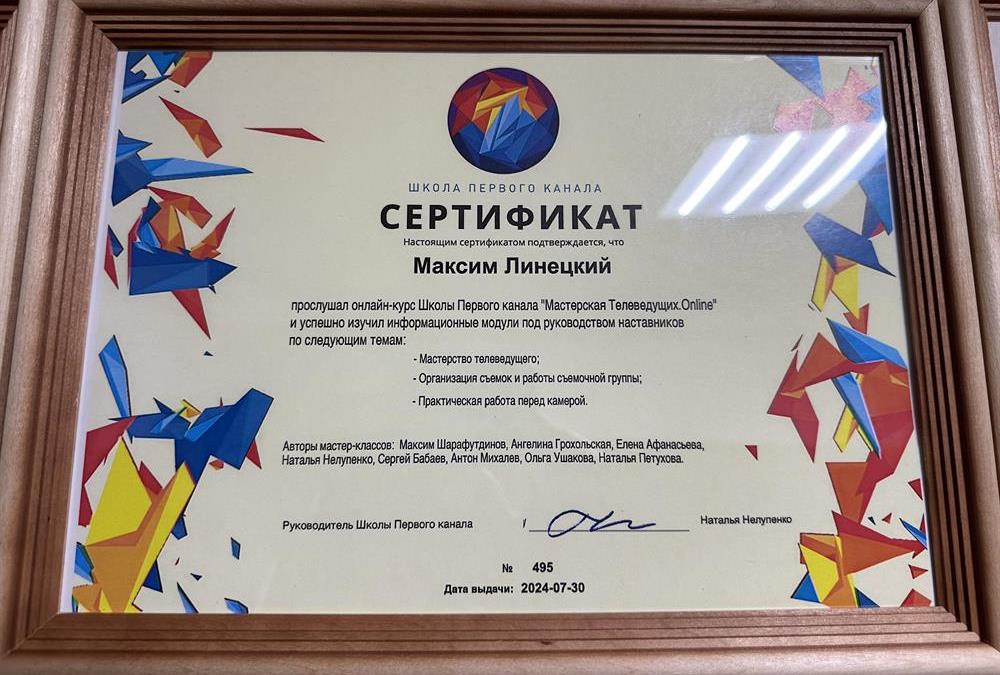 ШКОЛА ПЕРВОГО КАНАЛА
СЕРТИФИКАТ
Настоящим сертификатом подтверждается, что
Максим Линецкий
прослушал онлайн-курс Школы Первого канала "Мастерская Телеведущих.Online"
и успешно изучил информационные модули под руководством наставников
по следующим темам:
- Мастерство телеведущего;
- Организация съемок и работы съемочной группы;
- Практическая работа перед камерой.
Авторы мастер-классов: Максим Шарафутдинов, Ангелина Грохольская, Елена Афанасьева,
Наталья Нелупенко, Сергей Бабаев, Антон Михалев, Ольга Ушакова, Наталья Петухова.
Руководитель Школы Первого канала / Наталья Нелупенко
№ 495
Дата выдачи: 2024-07-30